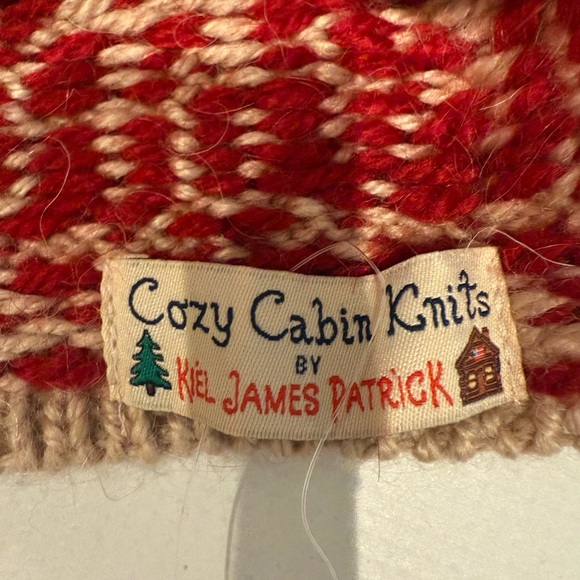 Cozy Cabin Knits
BY
KIEL JAMES PATRICK